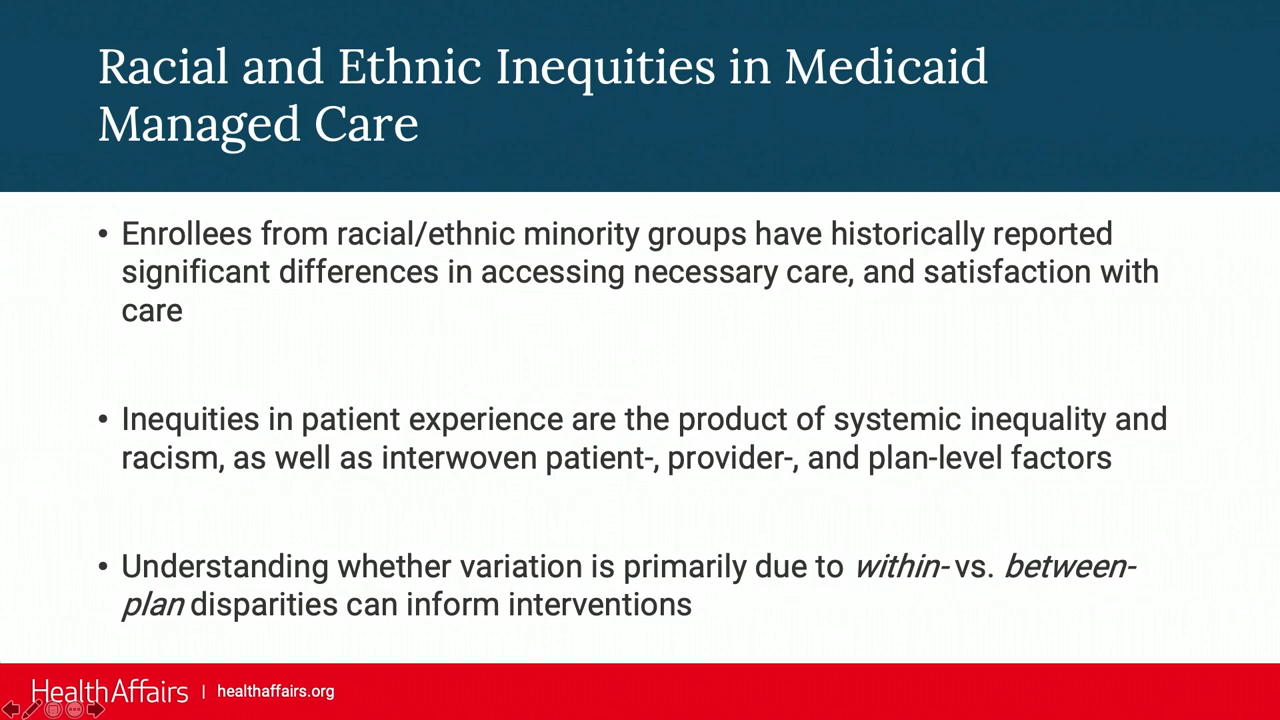 Racial and Ethnic Inequities in Medicaid
Managed Care
• Enrollees from racial/ethnic minority groups have historically reported
significant differences in accessing necessary care, and satisfaction with
care
• Inequities in patient experience are the product of systemic inequality and
racism, as well as interwoven patient-, provider-, and plan-level factors
• Understanding whether variation is primarily due to within- vs. between-
plan disparities can inform interventions
HealthAffairs | healthaffairs.org